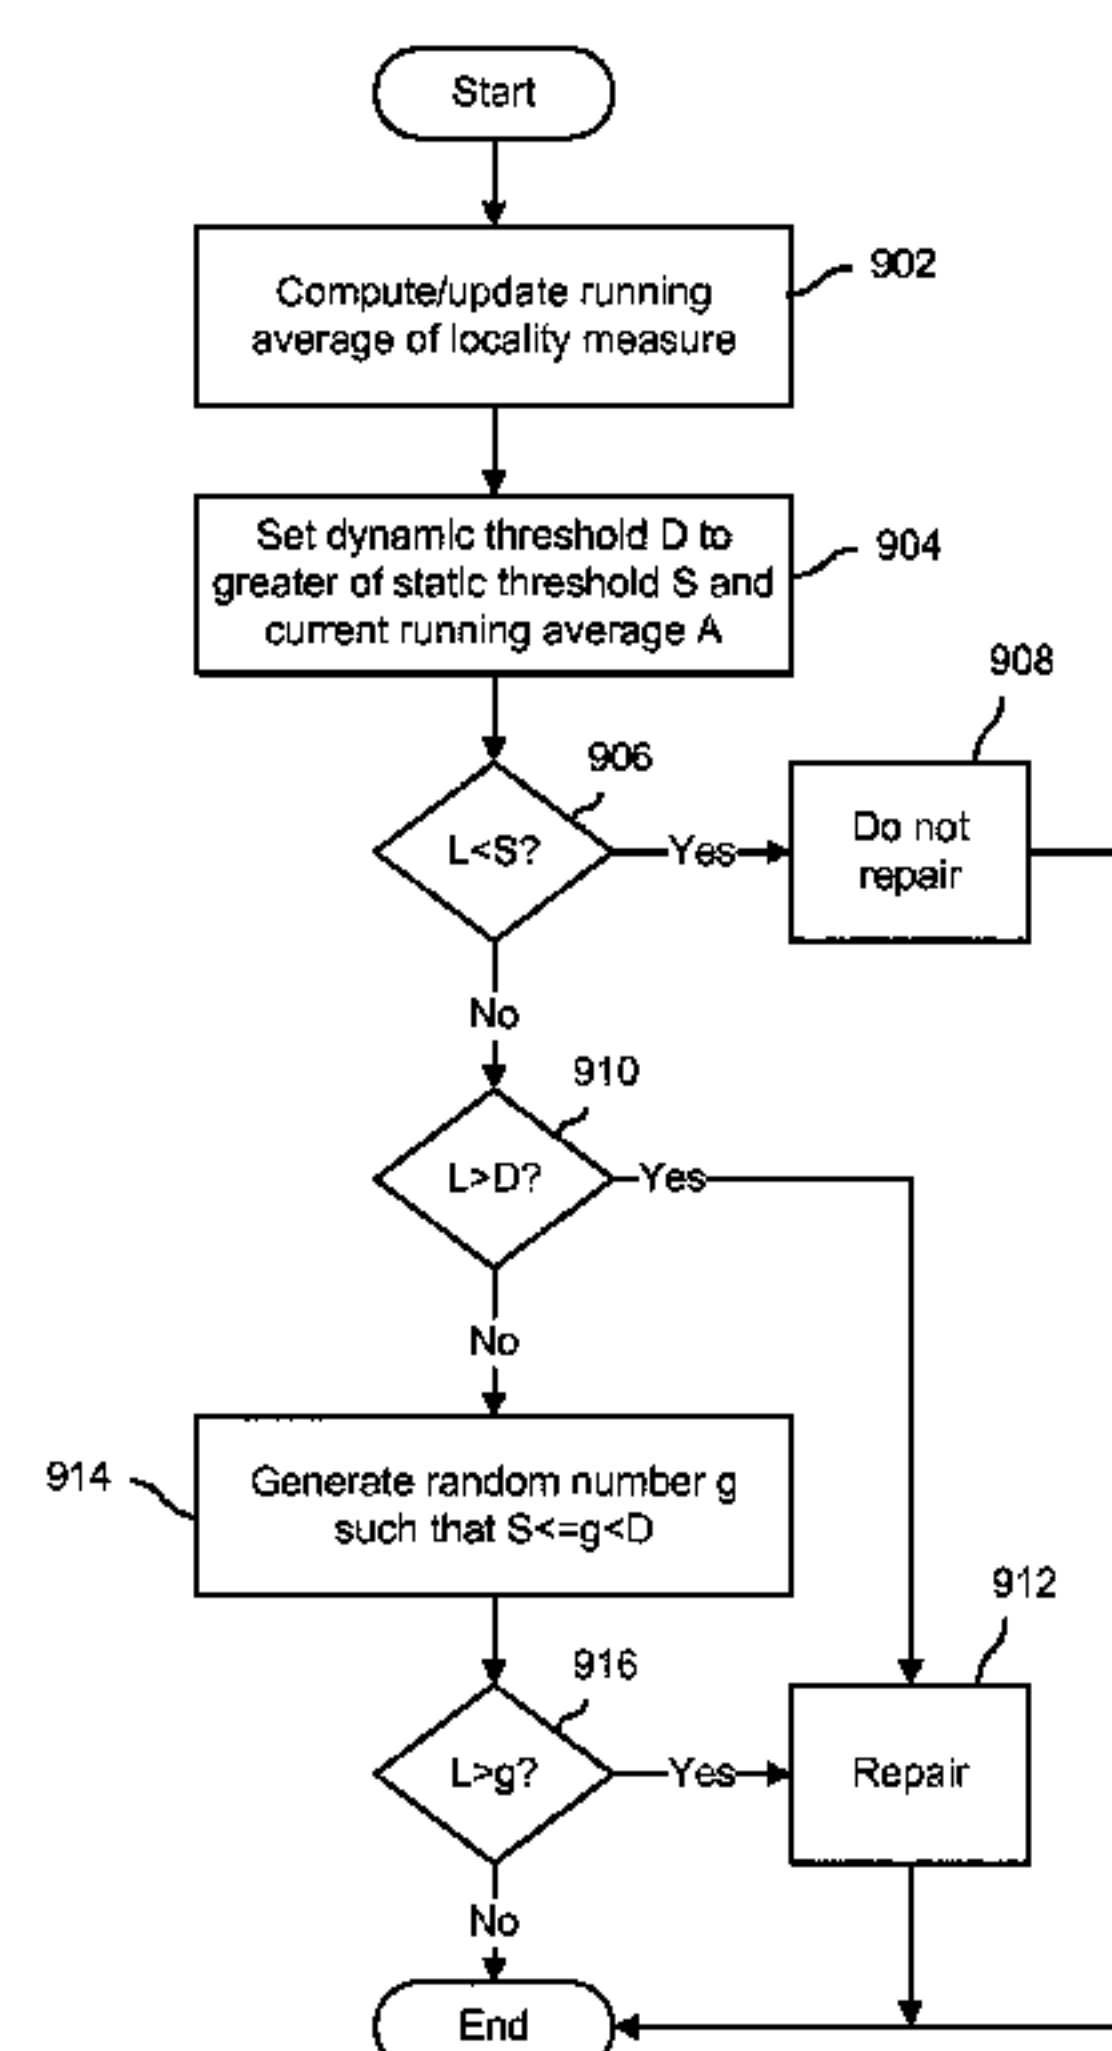 Start
902
Compute/update running
average of locality measure
904
Set dynamic threshold D to
greater of static threshold S and
current running average A
908
906
L<S?
Yes
Do not
repair
No
910
L>D?
Yes
No
914
Generate random number g
such that S<=g<D
912
916
L>g?
Yes
Repair
No
End